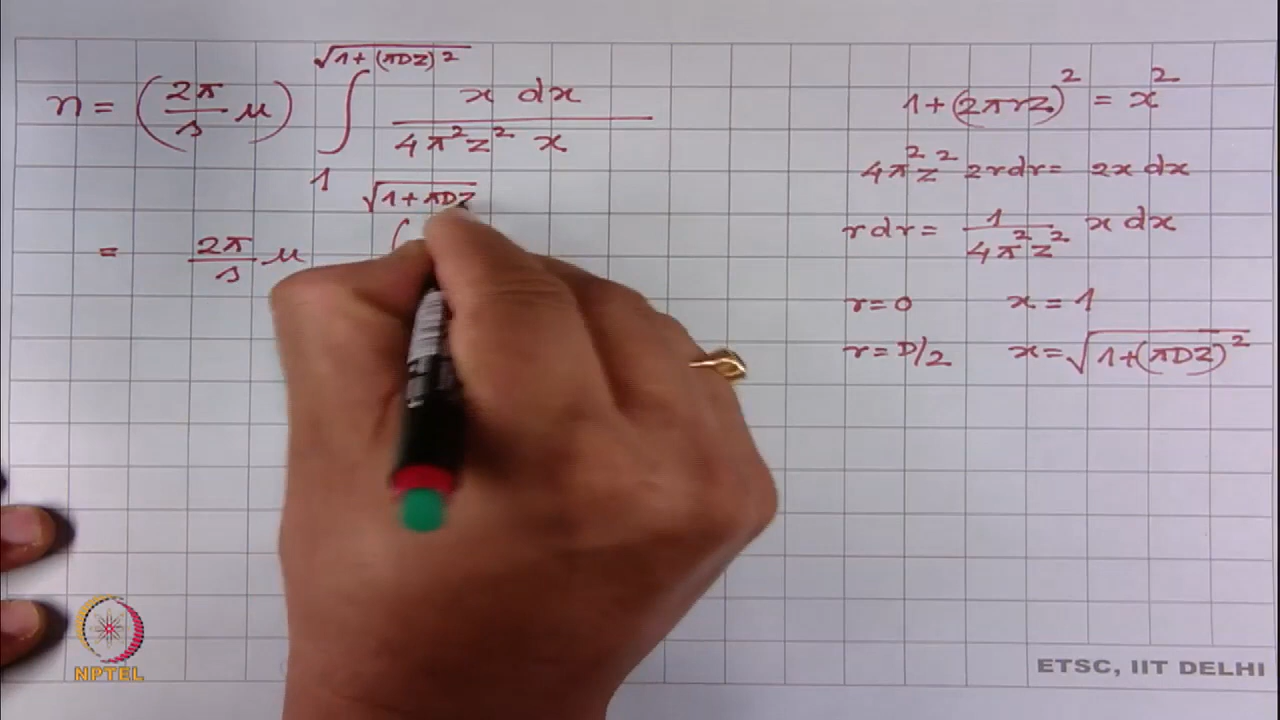 n = (2π/s μ) ∫₁^√(1+(πDZ)²) x dx / 4π²z² x
= 2π/s μ ∫ √1+πDZ
1+(2πrz)² = x²
4π²z² 2rdr = 2x dx
rdr = 1/4π²z² x dx
r=0 x=1
r=D/2 x=√1+(πDZ)²
NPTEL
ETSC, IIT DELHI